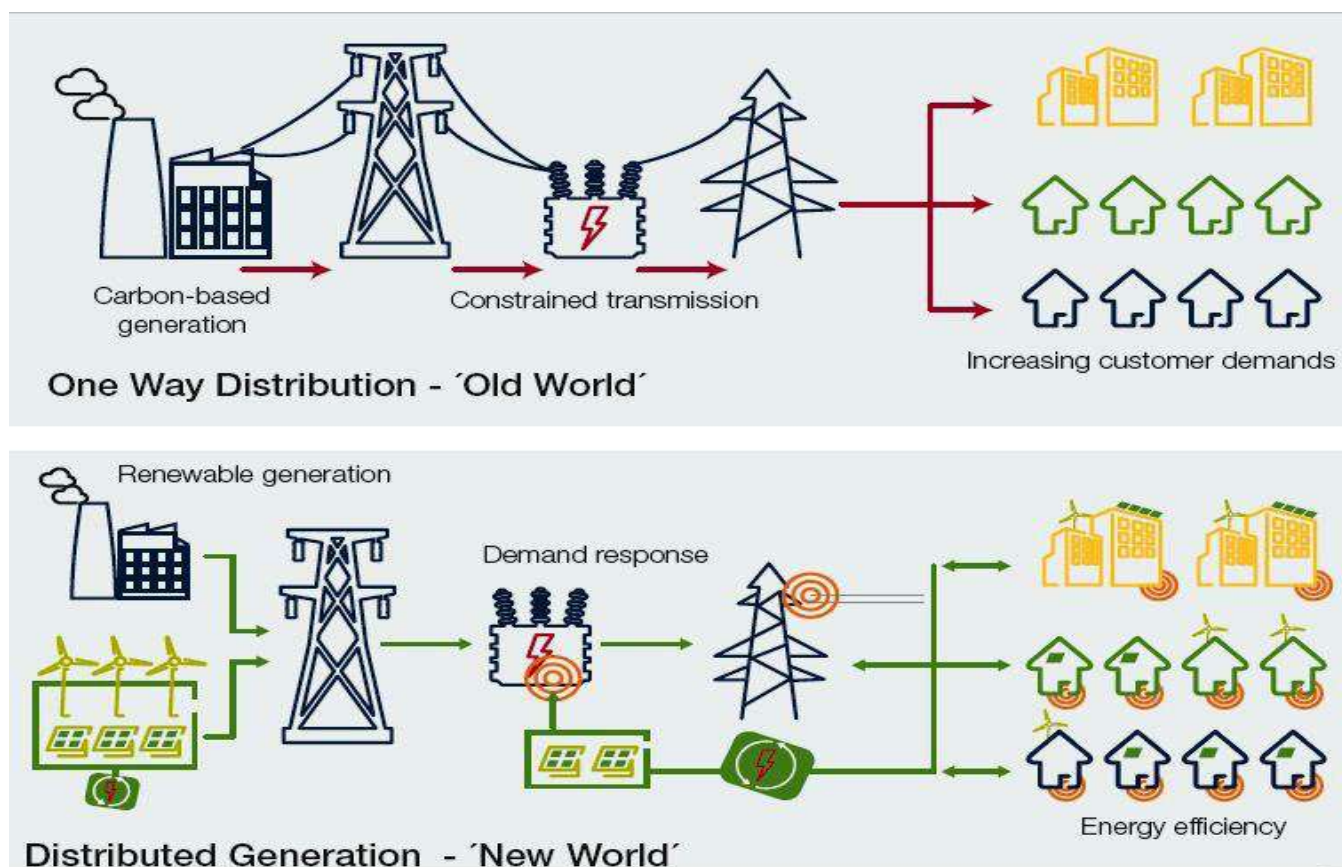 Carbon-based
generation
Constrained transmission
Increasing customer demands
One Way Distribution - ´Old World´
Renewable generation
Demand response
Energy efficiency
Distributed Generation - ´New World´